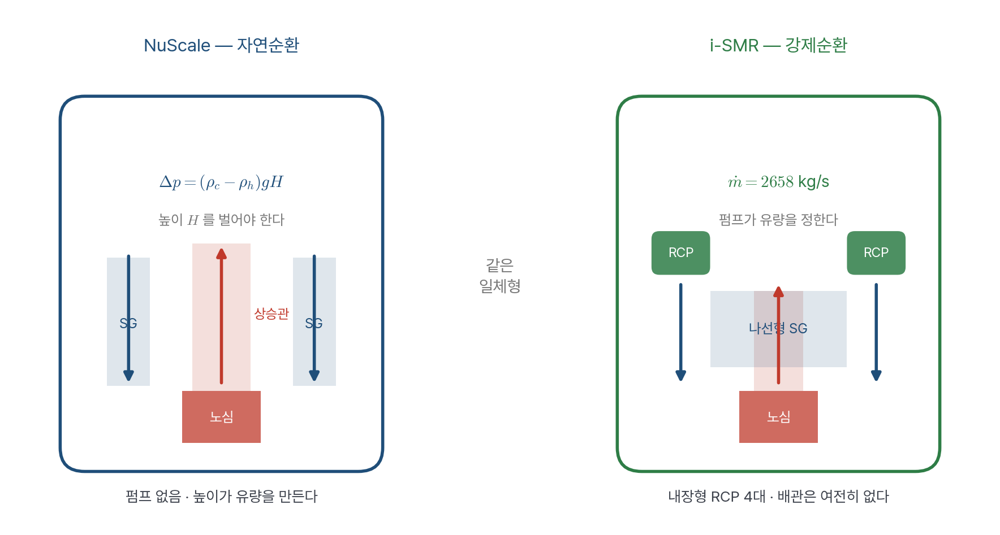 NuScale — 자연순환
Δp = (ρ_c − ρ_h)gH
높이 H 를 벌어야 한다
SG
상승관
SG
노심
펌프 없음 · 높이가 유량을 만든다
같은
일체형
i-SMR — 강제순환
ṁ = 2658 kg/s
펌프가 유량을 정한다
RCP
RCP
나선형 SG
노심
내장형 RCP 4대 · 배관은 여전히 없다